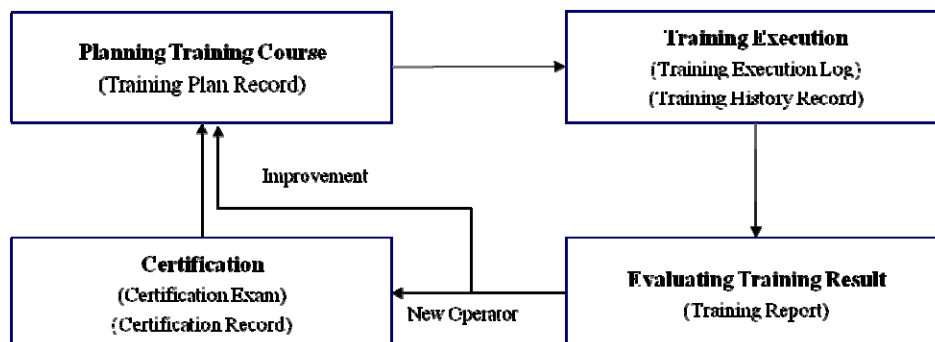 Planning Training Course
(Training Plan Record)
Training Execution
(Training Execution Log)
(Training History Record)
Improvement
Certification
(Certification Exam)
(Certification Record)
New Operator
Evaluating Training Result
(Training Report)